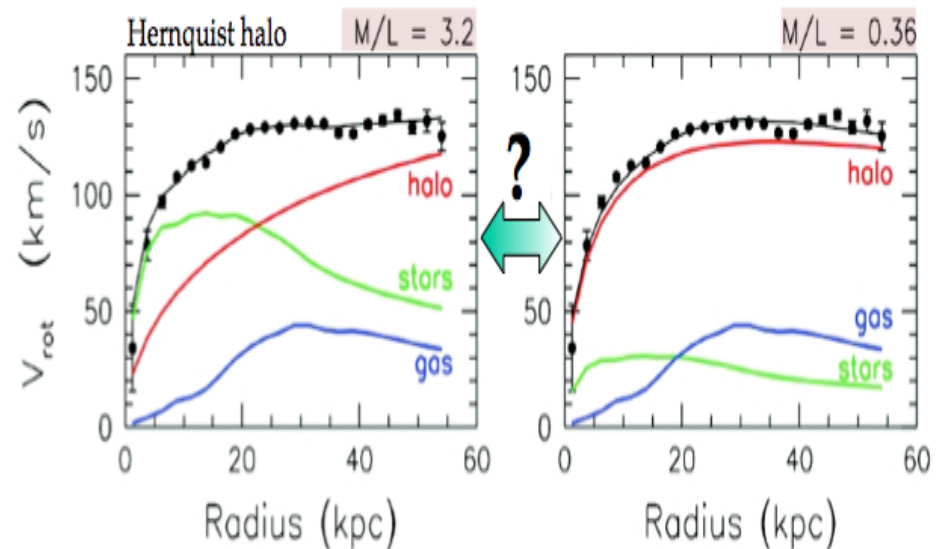 Hernquist halo
M/L = 3.2
150
100
50
0
V_rot (km/s)
halo
stars
gas
0
20
40
60
Radius (kpc)
?
M/L = 0.36
150
100
50
0
halo
gas
stars
0
20
40
60
Radius (kpc)